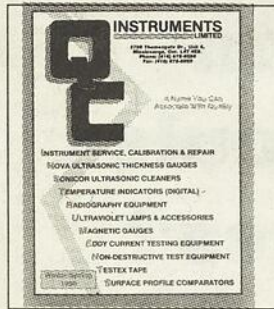 QC
INSTRUMENTS
LIMITED
Mississauga, Ont.
A Name You Can
Associate With Quality
INSTRUMENT SERVICE, CALIBRATION & REPAIR
NOVA ULTRASONIC THICKNESS GAUGES
SONICOR ULTRASONIC CLEANERS
TEMPERATURE INDICATORS (DIGITAL) -
RADIOGRAPHY EQUIPMENT
ULTRAVIOLET LAMPS & ACCESSORIES
MAGNETIC GAUGES
EDDY CURRENT TESTING EQUIPMENT
NON-DESTRUCTIVE TEST EQUIPMENT
TESTEX TAPE
SURFACE PROFILE COMPARATORS